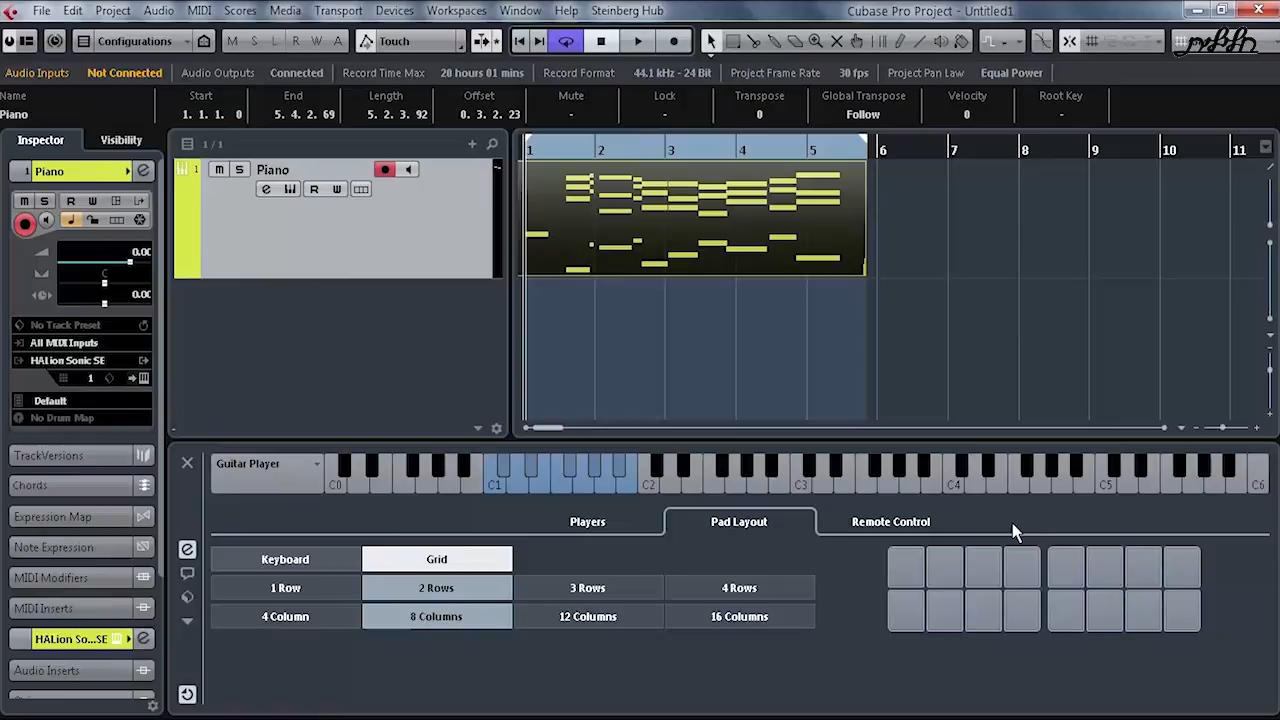 File Edit Project Audio MIDI Scores Media Transport Devices Workspaces Window Help Steinberg Hub Cubase Pro Project - Untitled1
Configurations M S L R W A Touch
Audio Inputs Not Connected Audio Outputs Connected Record Time Max 20 hours 01 mins Record Format 44.1 kHz - 24 Bit Project Frame Rate 30 fps Project Pan Law Equal Power
Name Start End Length Offset Mute Lock Transpose Global Transpose Velocity Root Key
Piano 1. 1. 1. 0 5. 4. 2. 69 5. 2. 3. 92 0. 3. 2. 23 - - 0 Follow 0 -
Inspector Visibility 1 / 1 1 2 3 4 5 6 7 8 9 10 11
1 Piano e 1 m S Piano
m S R W e R W
0.00
C
0.00
No Track Preset
All MIDI Inputs
HALion Sonic SE
1
Default
No Drum Map
TrackVersions
Chords
Expression Map
Note Expression
MIDI Modifiers
MIDI Inserts
HALion So...SE e
Audio Inserts
Guitar Player C0 C1 C2 C3 C4 C5 C6
Players Pad Layout Remote Control
Keyboard Grid
1 Row 2 Rows 3 Rows 4 Rows
4 Column 8 Columns 12 Columns 16 Columns